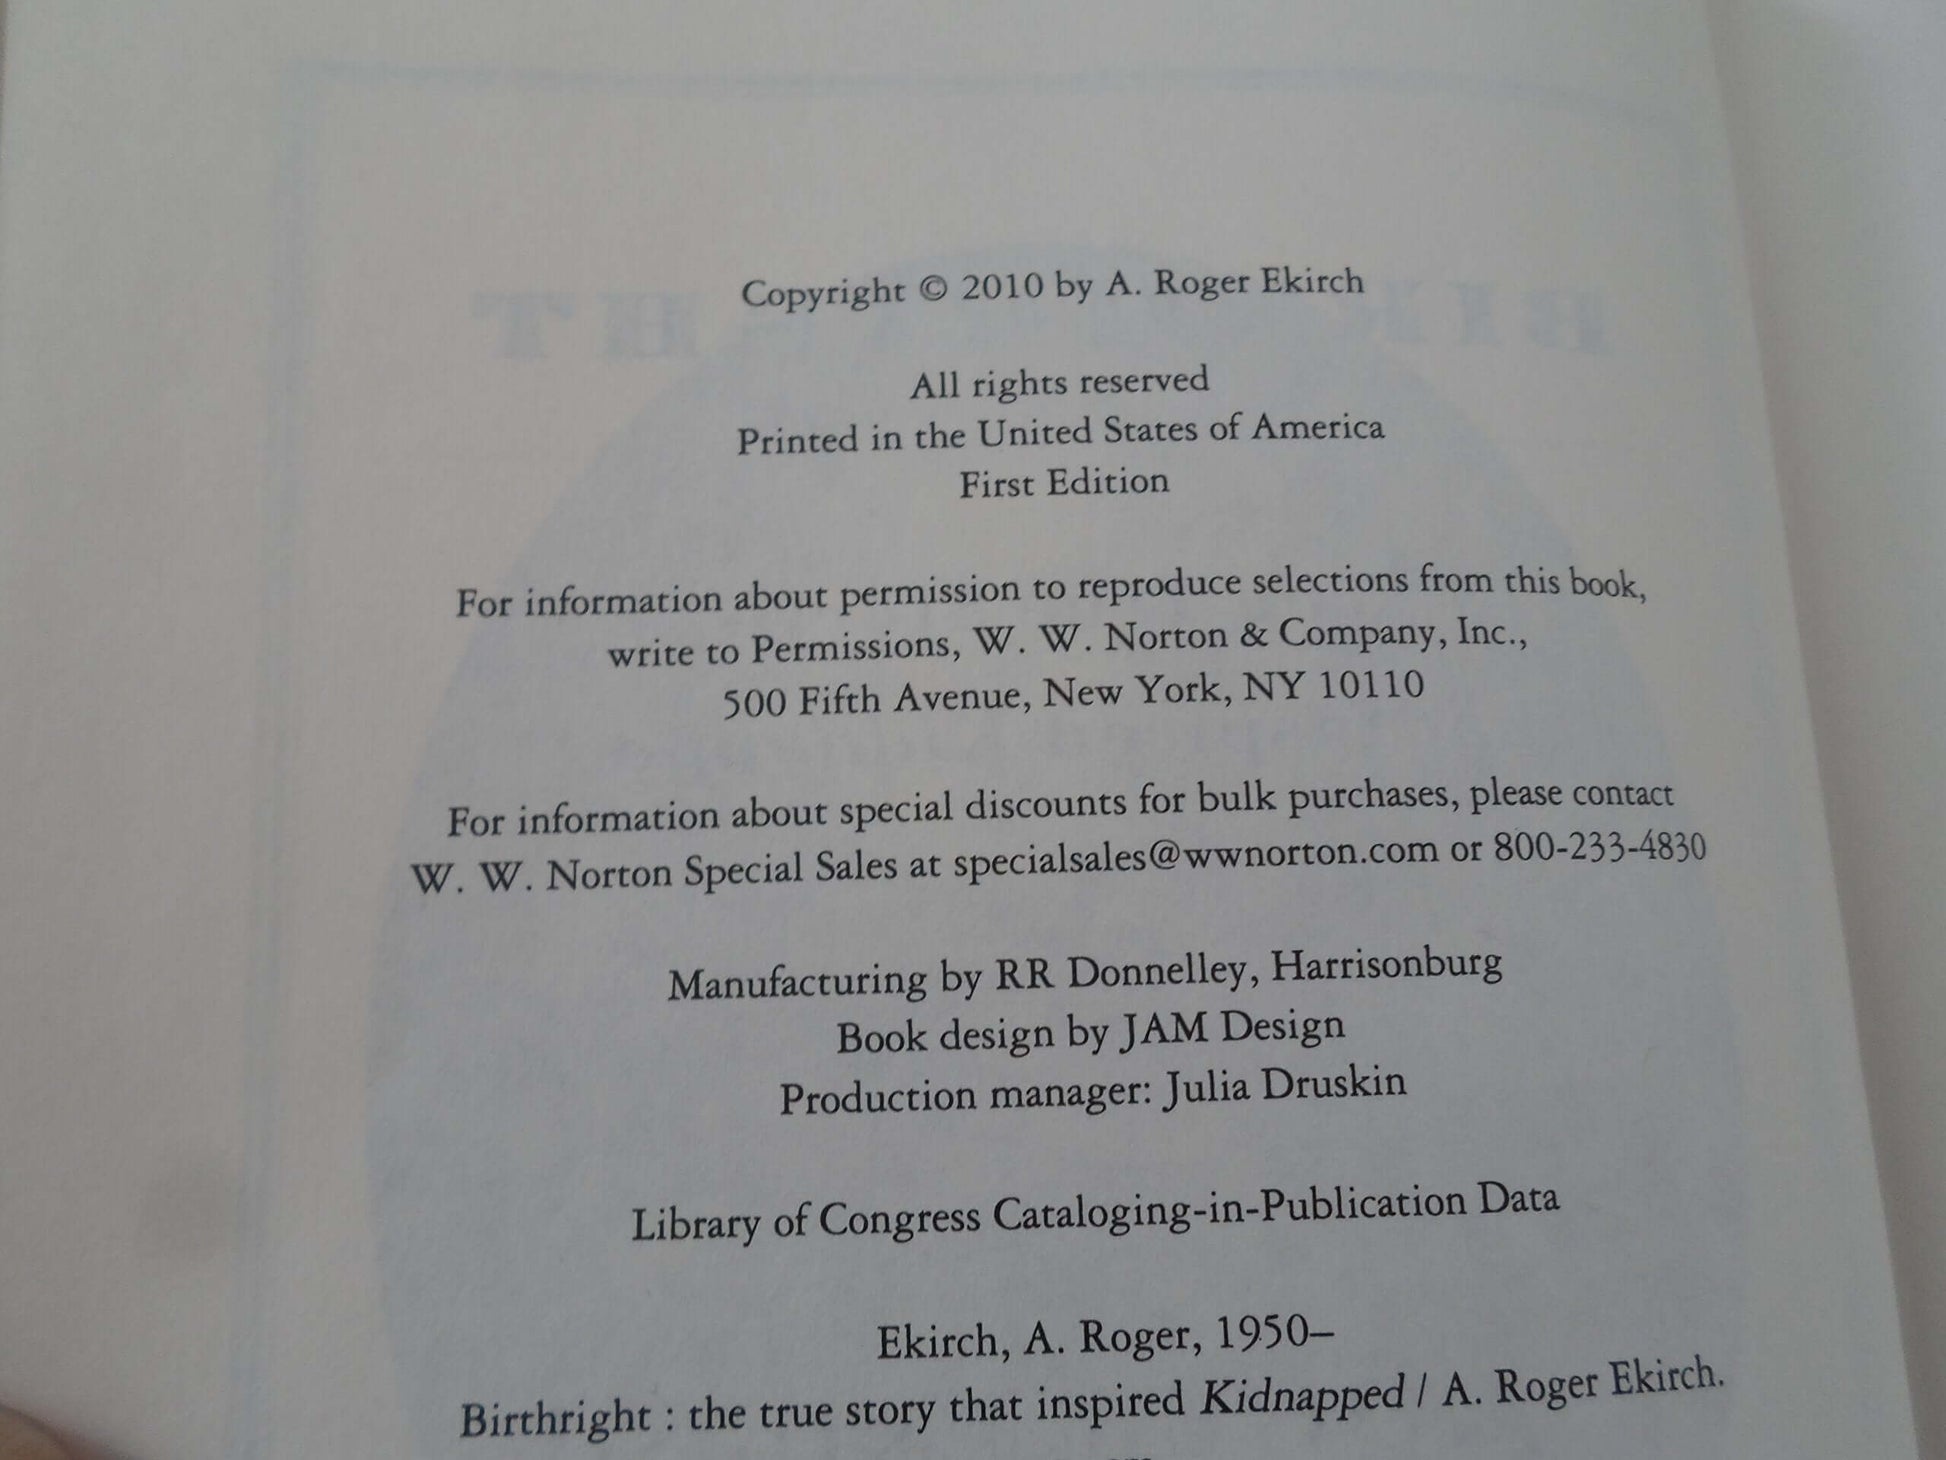 Copyright © 2010 by A. Roger Ekirch
All rights reserved
Printed in the United States of America
First Edition
For information about permission to reproduce selections from this book,
write to Permissions, W. W. Norton & Company, Inc.,
500 Fifth Avenue, New York, NY 10110
For information about special discounts for bulk purchases, please contact
W. W. Norton Special Sales at specialsales@wwnorton.com or 800-233-4830
Manufacturing by RR Donnelley, Harrisonburg
Book design by JAM Design
Production manager: Julia Druskin
Library of Congress Cataloging-in-Publication Data
Ekirch, A. Roger, 1950–
Birthright : the true story that inspired Kidnapped / A. Roger Ekirch.